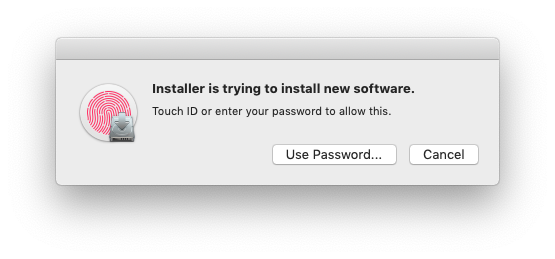 Installer is trying to install new software.
Touch ID or enter your password to allow this.
Use Password...
Cancel